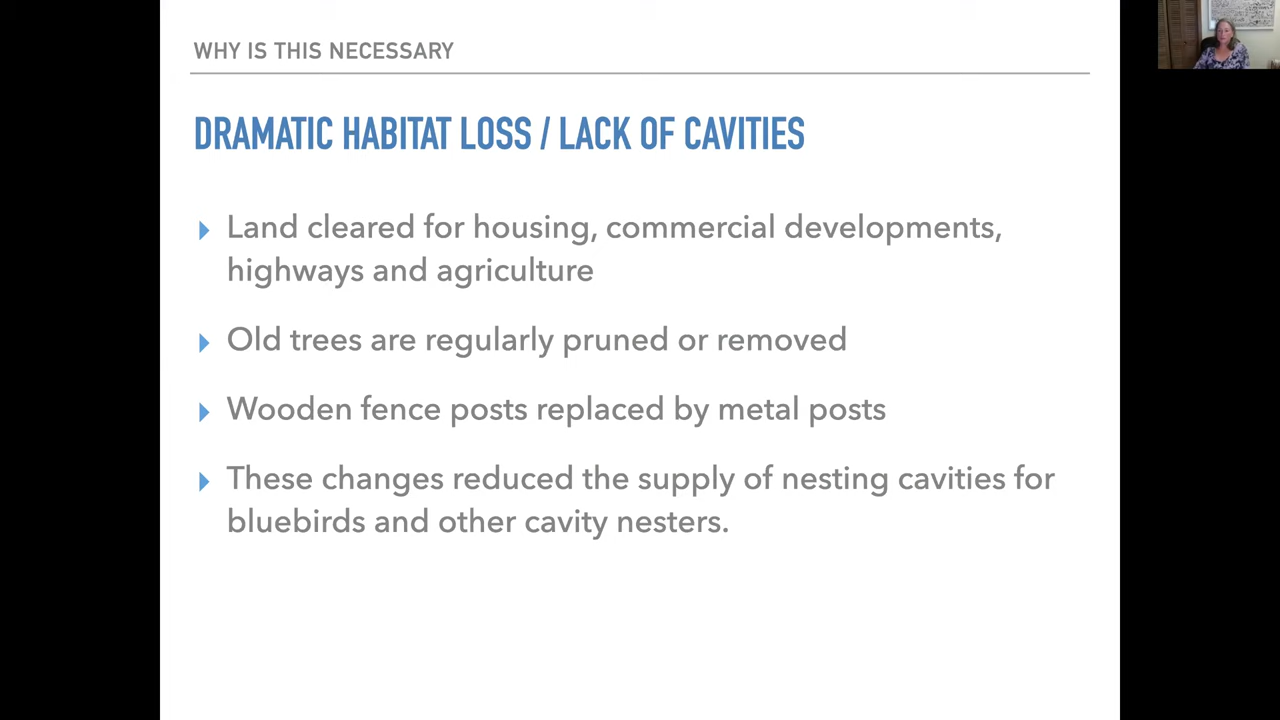 WHY IS THIS NECESSARY
DRAMATIC HABITAT LOSS / LACK OF CAVITIES
Land cleared for housing, commercial developments,
highways and agriculture
Old trees are regularly pruned or removed
Wooden fence posts replaced by metal posts
These changes reduced the supply of nesting cavities for
bluebirds and other cavity nesters.